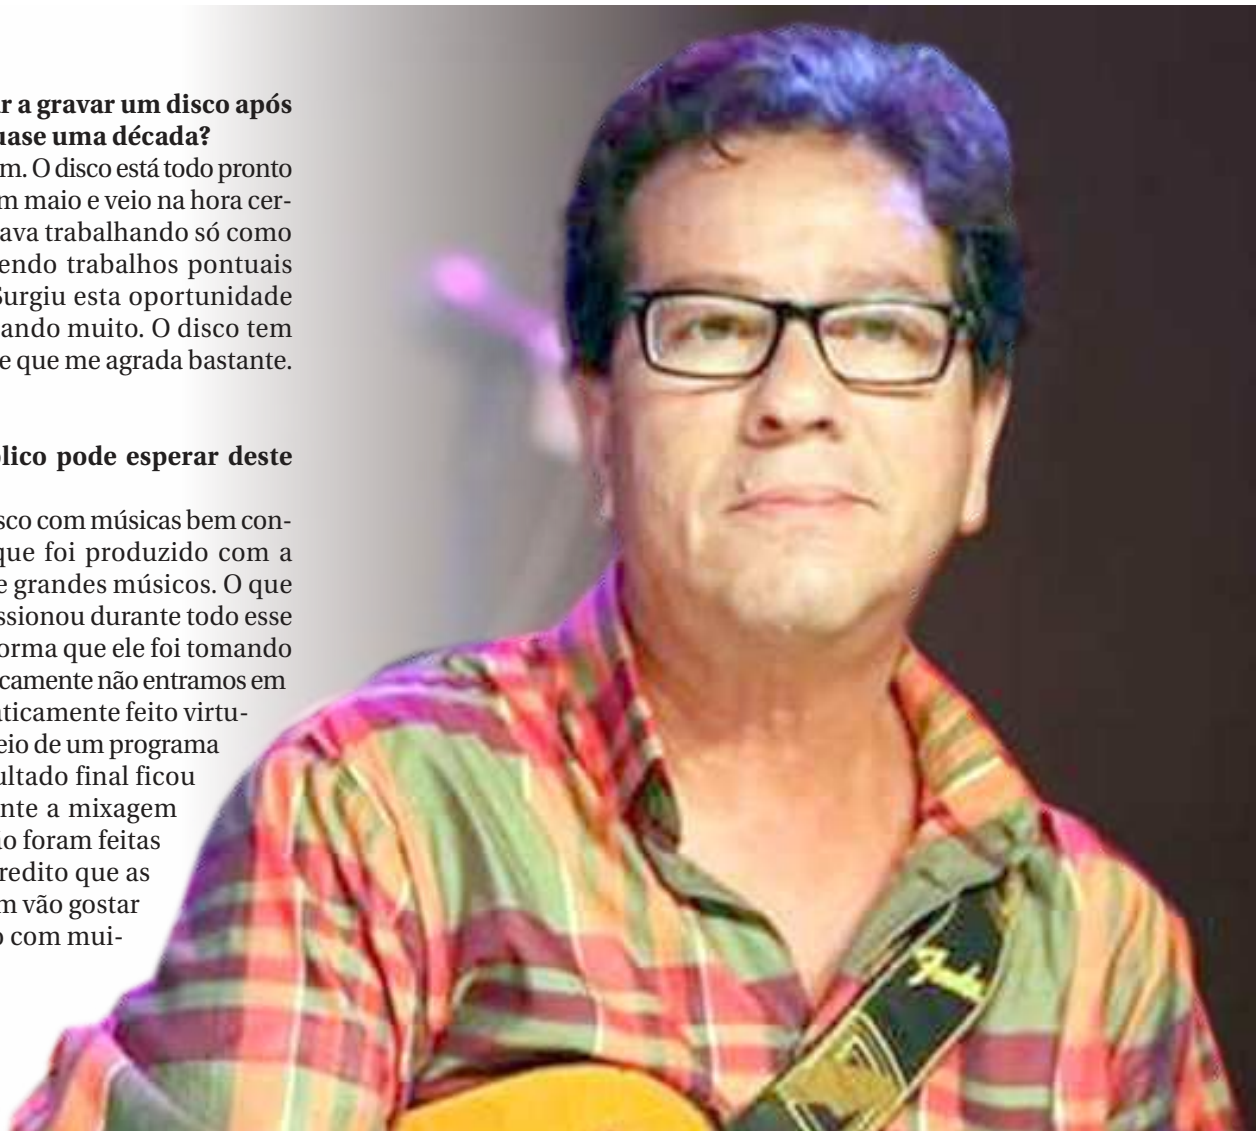 r a gravar um disco após
uase uma década?
m. O disco está todo pronto
m maio e veio na hora cer-
ava trabalhando só como
endo trabalhos pontuais
Surgiu esta oportunidade
ando muito. O disco tem
e que me agrada bastante.
lico pode esperar deste
sco com músicas bem con-
que foi produzido com a
e grandes músicos. O que
ssionou durante todo esse
orma que ele foi tomando
camente não entramos em
ticamente feito virtu-
eio de um programa
ultado final ficou
nte a mixagem
o foram feitas
redito que as
m vão gostar
o com mui-
Fender